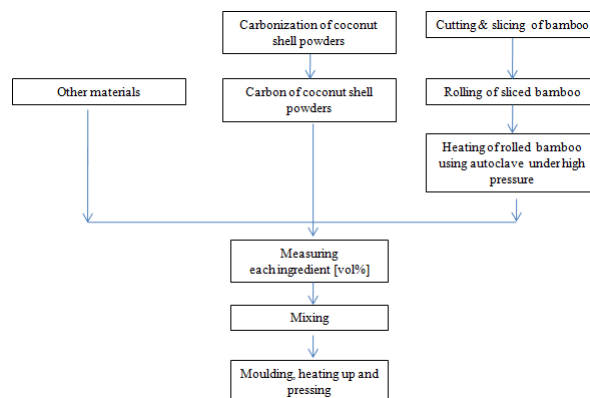 Carbonization of coconut
shell powders
Cutting & slicing of bamboo
Other materials
Carbon of coconut shell
powders
Rolling of sliced bamboo
Heating of rolled bamboo
using autoclave under high
pressure
Measuring
each ingredient [vol%]
Mixing
Moulding, heating up and
pressing